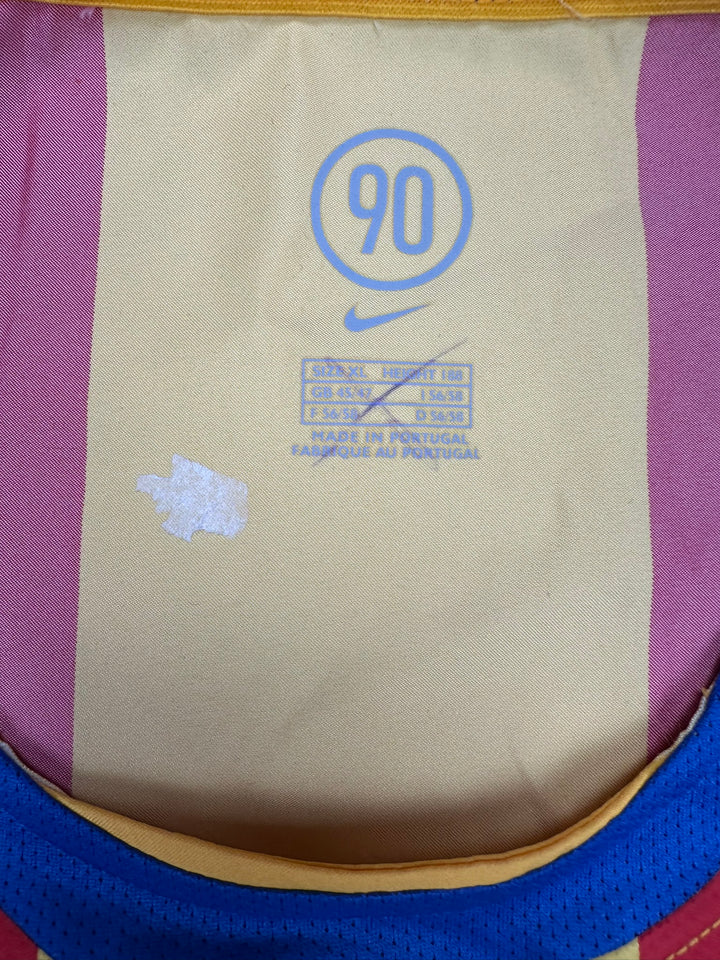 90
SIZE XL HEIGHT 188
GB 45/47 I 56/58
F 56/58 D 56/58
MADE IN PORTUGAL
FABRIQUE AU PORTUGAL